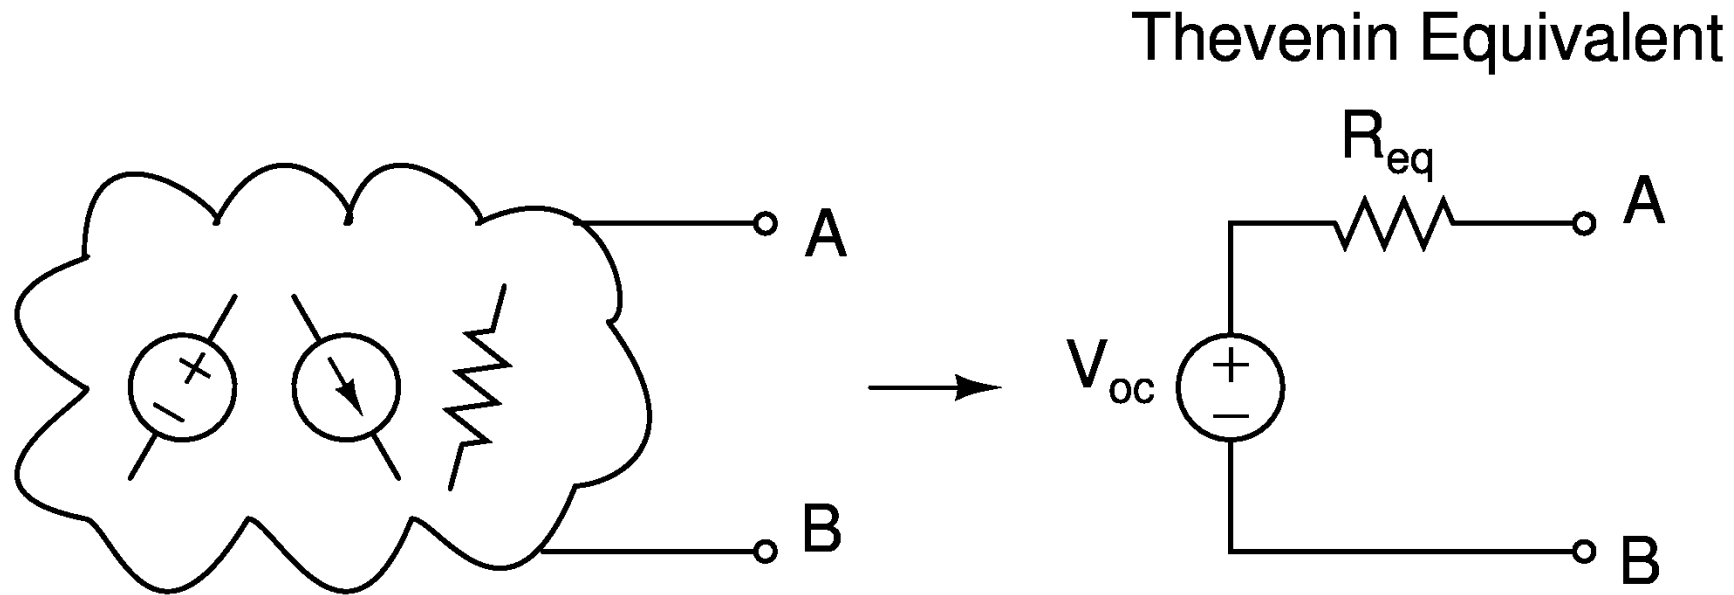 Thevenin Equivalent
Req
A
A
+
−
+
−
Voc
B
B